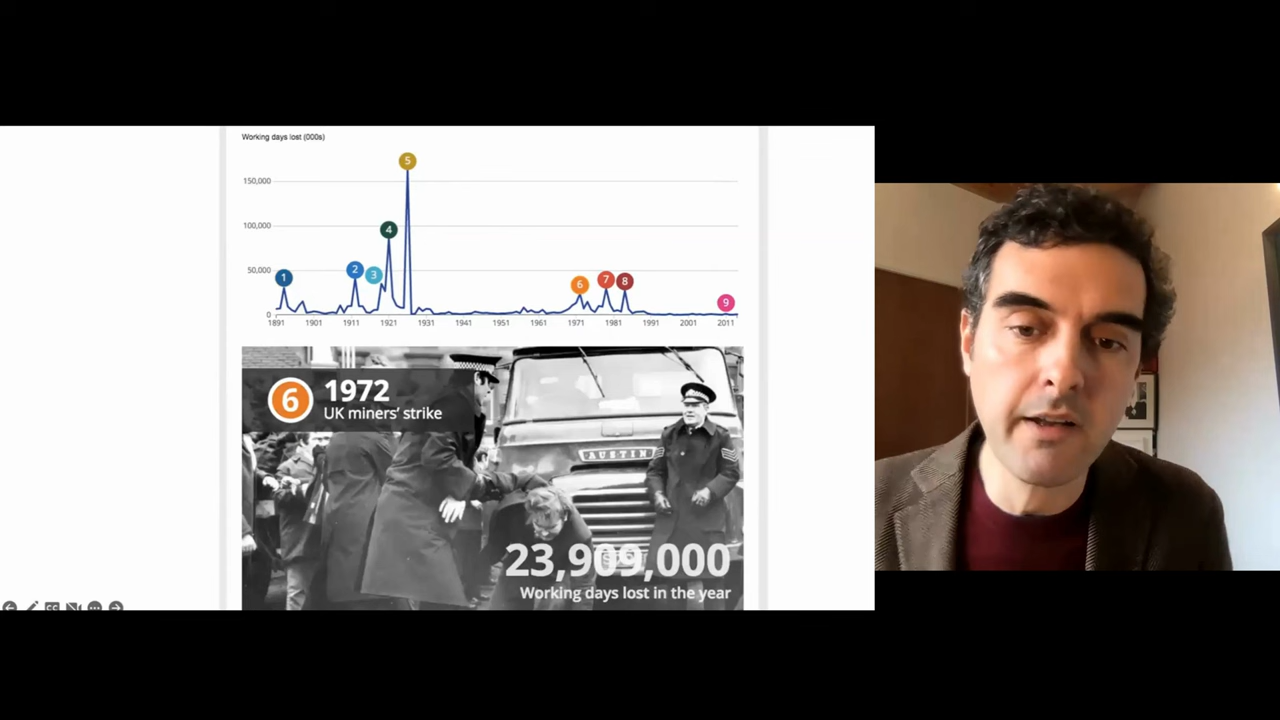 Working days lost (000s)
5
150,000
4
100,000
1
2
3
6
7
8
50,000
9
0
1891 1901 1911 1921 1931 1941 1951 1961 1971 1981 1991 2001 2011
6
1972
UK miners' strike
AUSTIN
23,909,000
Working days lost in the year
CC